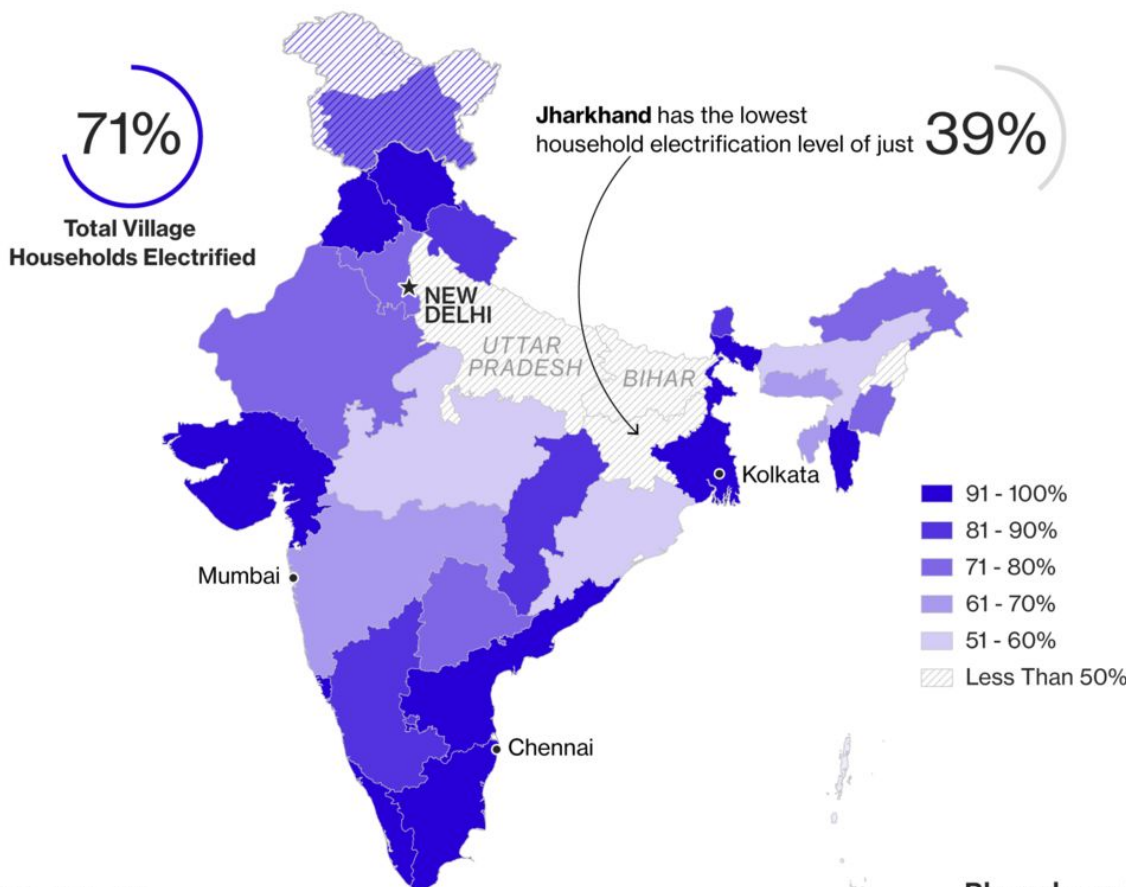 71%
Total Village
Households Electrified
Jharkhand has the lowest
household electrification level of just
39%
NEW
DELHI
UTTAR
PRADESH
BIHAR
Kolkata
Mumbai
Chennai
91 - 100%
81 - 90%
71 - 80%
61 - 70%
51 - 60%
Less Than 50%